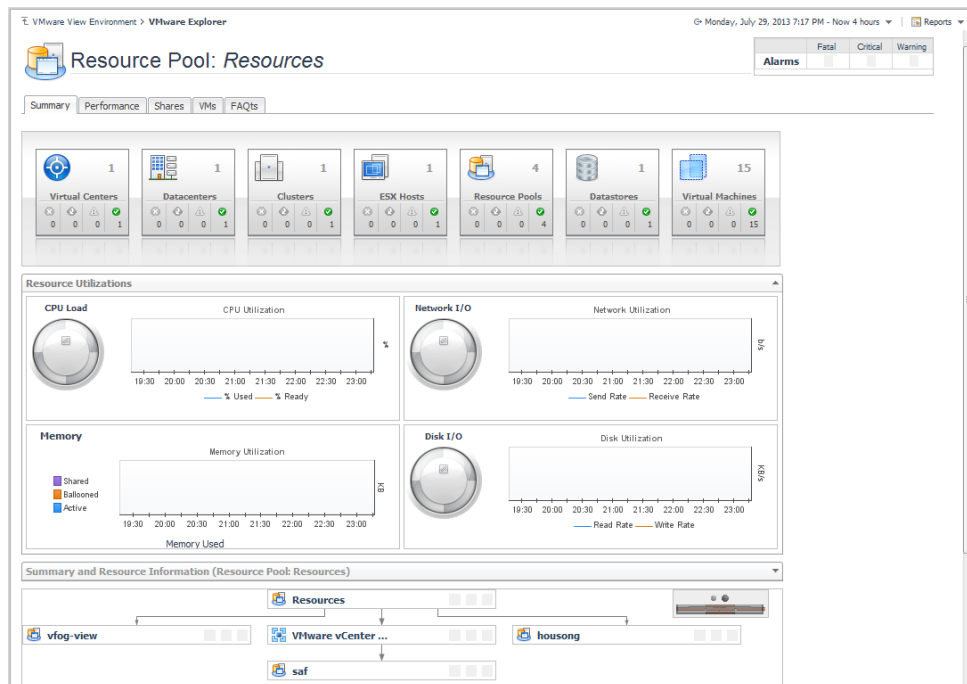 VMware View Environment > VMware Explorer
Monday, July 29, 2013 7:17 PM - Now 4 hours | Reports
Resource Pool: Resources
Fatal Critical Warning
Alarms
Summary Performance Shares VMs FAQts
1 1 1 1 4 1 15
Virtual Centers Datacenters Clusters ESX Hosts Resource Pools Datastores Virtual Machines
0 0 0 1 0 0 0 1 0 0 0 1 0 0 0 1 0 0 0 4 0 0 0 1 0 0 0 15
Resource Utilizations
CPU Load
CPU Utilization
%
19:30 20:00 20:30 21:00 21:30 22:00 22:30 23:00
% Used % Ready
Network I/O
Network Utilization
b/s
19:30 20:00 20:30 21:00 21:30 22:00 22:30 23:00
Send Rate Receive Rate
Memory
Memory Utilization
Shared
Ballooned
Active
KB
19:30 20:00 20:30 21:00 21:30 22:00 22:30 23:00
Memory Used
Disk I/O
Disk Utilization
KB/s
19:30 20:00 20:30 21:00 21:30 22:00 22:30 23:00
Read Rate Write Rate
Summary and Resource Information (Resource Pool: Resources)
Resources
vfog-view VMware vCenter ... housong
saf